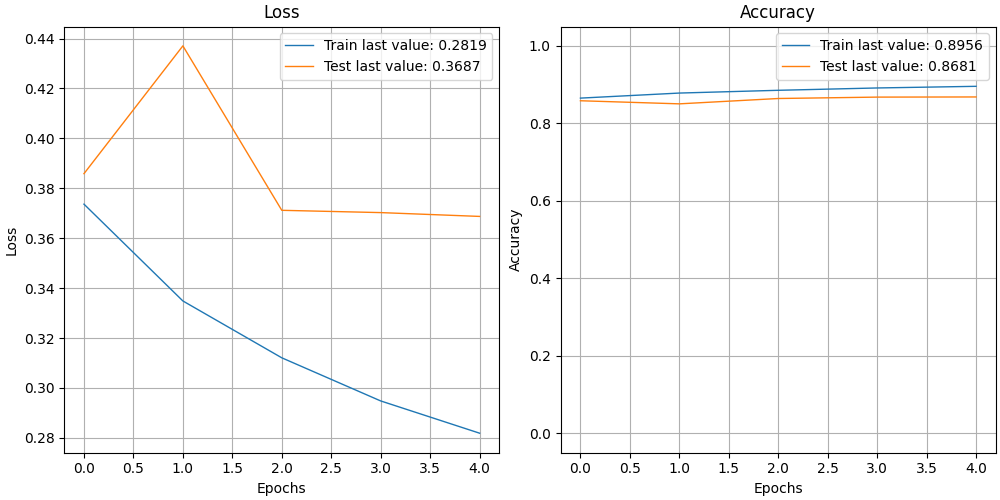 Loss
Train last value: 0.2819
Test last value: 0.3687
0.44
0.42
0.40
0.38
0.36
0.34
0.32
0.30
0.28
Loss
0.0 0.5 1.0 1.5 2.0 2.5 3.0 3.5 4.0
Epochs
Accuracy
Train last value: 0.8956
Test last value: 0.8681
1.0
0.8
0.6
0.4
0.2
0.0
Accuracy
0.0 0.5 1.0 1.5 2.0 2.5 3.0 3.5 4.0
Epochs